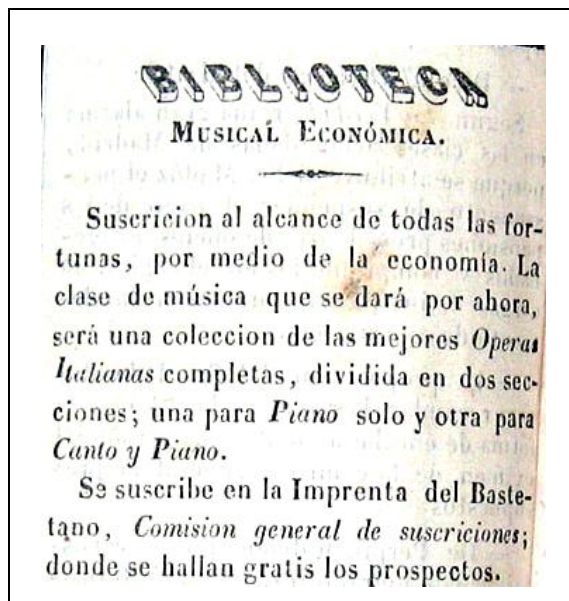 BIBLIOTECA
MUSICAL ECONÓMICA.
Suscricion al alcance de todas las for-
tunas, por medio de la economía. La
clase de música que se dará por ahora,
será una coleccion de las mejores Operas
Italianas completas, dividida en dos sec-
ciones; una para Piano solo y otra para
Canto y Piano.
Se suscribe en la Imprenta del Baste-
tano, Comision general de suscriciones;
donde se hallan gratis los prospectos.